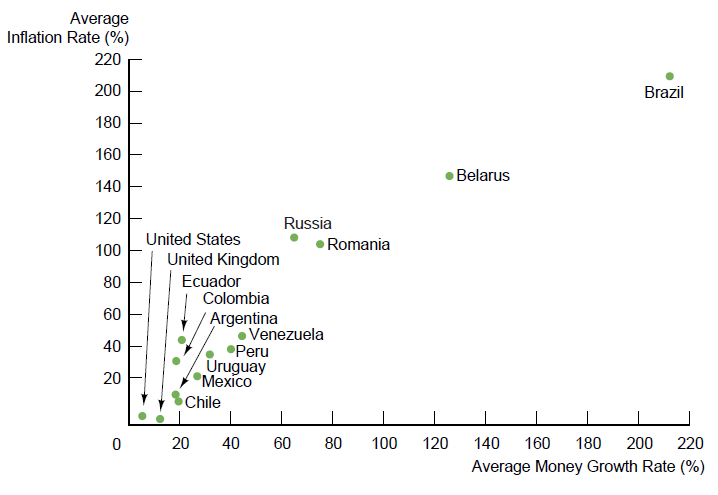 Average
Inflation Rate (%)
220
200
180
160
140
120
100
80
60
40
20
0
Brazil
Belarus
Russia
Romania
United States
United Kingdom
Ecuador
Colombia
Argentina
Venezuela
Peru
Uruguay
Mexico
Chile
20 40 60 80 100 120 140 160 180 200 220
Average Money Growth Rate (%)